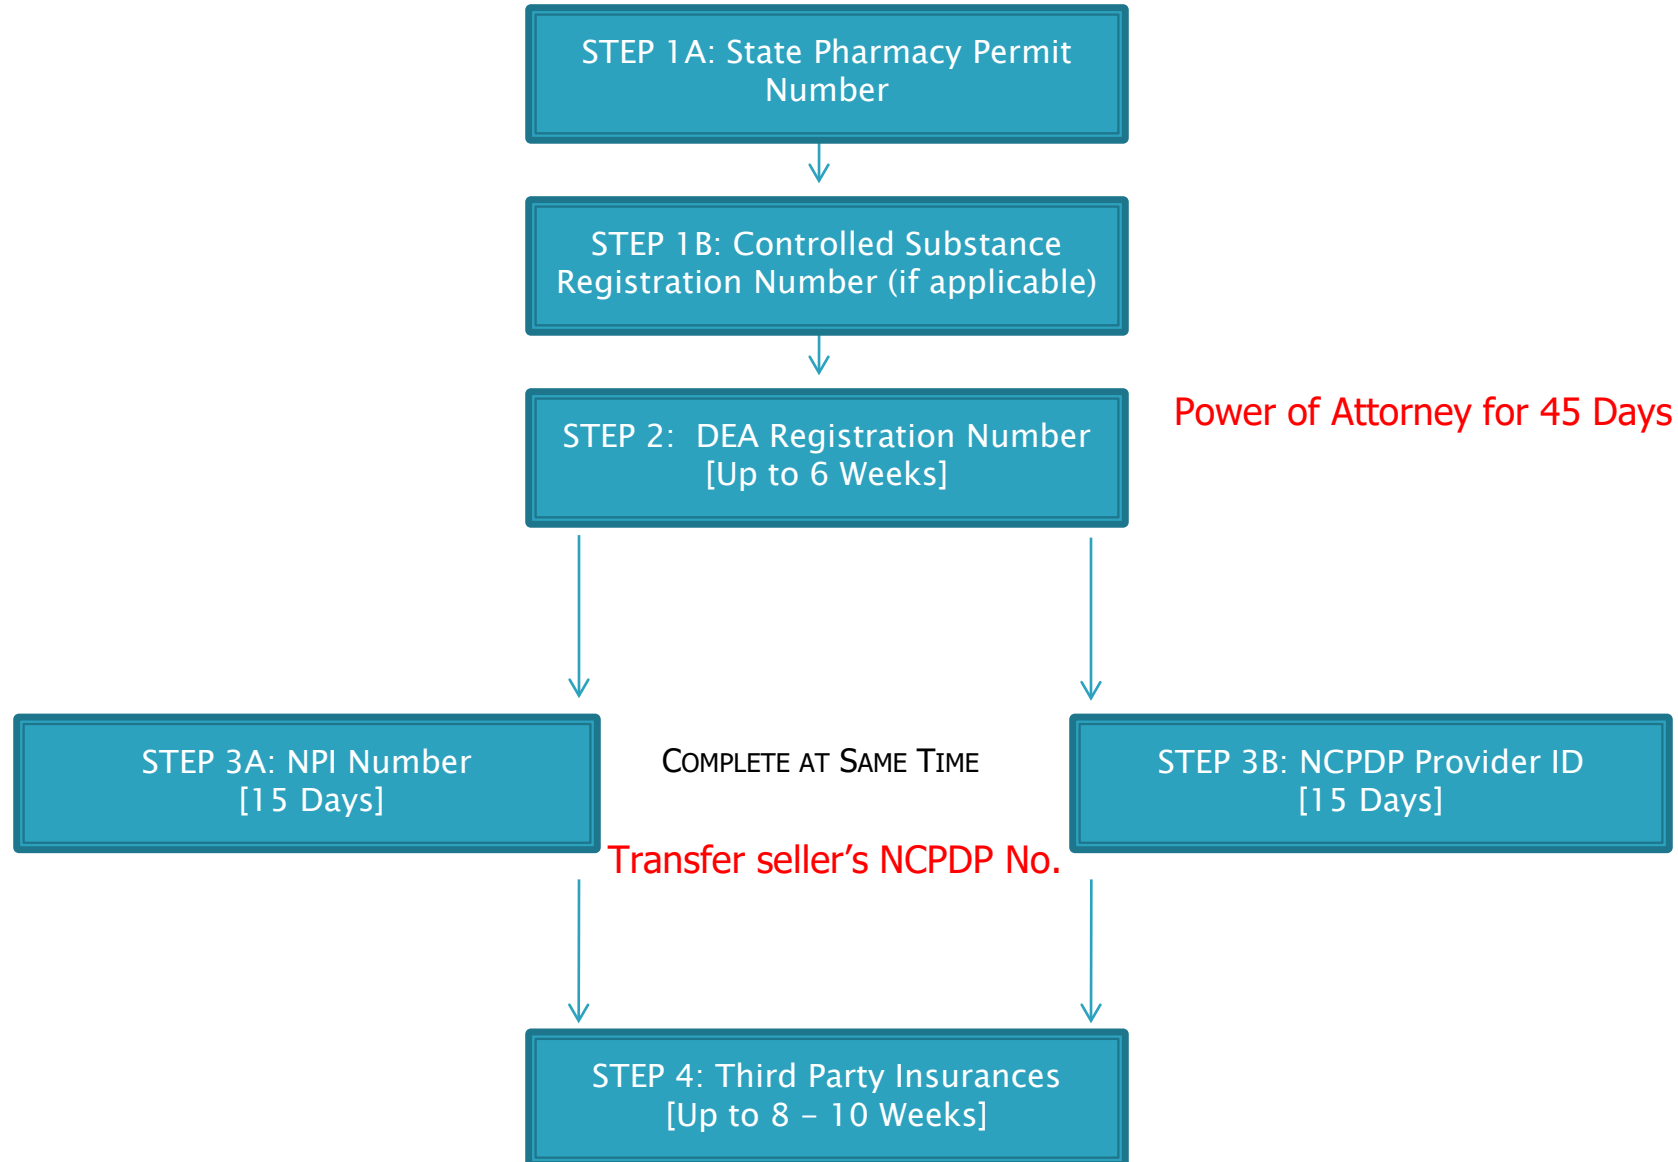 STEP 1A: State Pharmacy Permit
Number
STEP 1B: Controlled Substance
Registration Number (if applicable)
STEP 2:  DEA Registration Number
[Up to 6 Weeks]
Power of Attorney for 45 Days
STEP 3A: NPI Number
[15 Days]
COMPLETE AT SAME TIME
STEP 3B: NCPDP Provider ID
[15 Days]
Transfer seller’s NCPDP No.
STEP 4: Third Party Insurances
[Up to 8 – 10 Weeks]